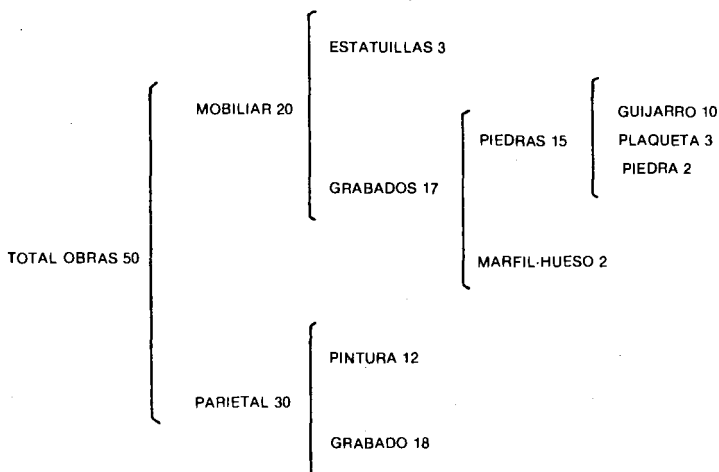 ESTATUILLAS 3
MOBILIAR 20
GUIJARRO 10
PIEDRAS 15
PLAQUETA 3
PIEDRA 2
GRABADOS 17
TOTAL OBRAS 50
MARFIL-HUESO 2
PINTURA 12
PARIETAL 30
GRABADO 18